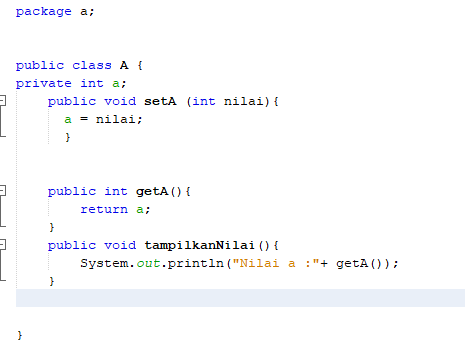 package a;
public class A {
private int a;
public void setA (int nilai){
a = nilai;
}
public int getA(){
return a;
}
public void tampilkanNilai(){
System.out.println("Nilai a :"+ getA());
}
}